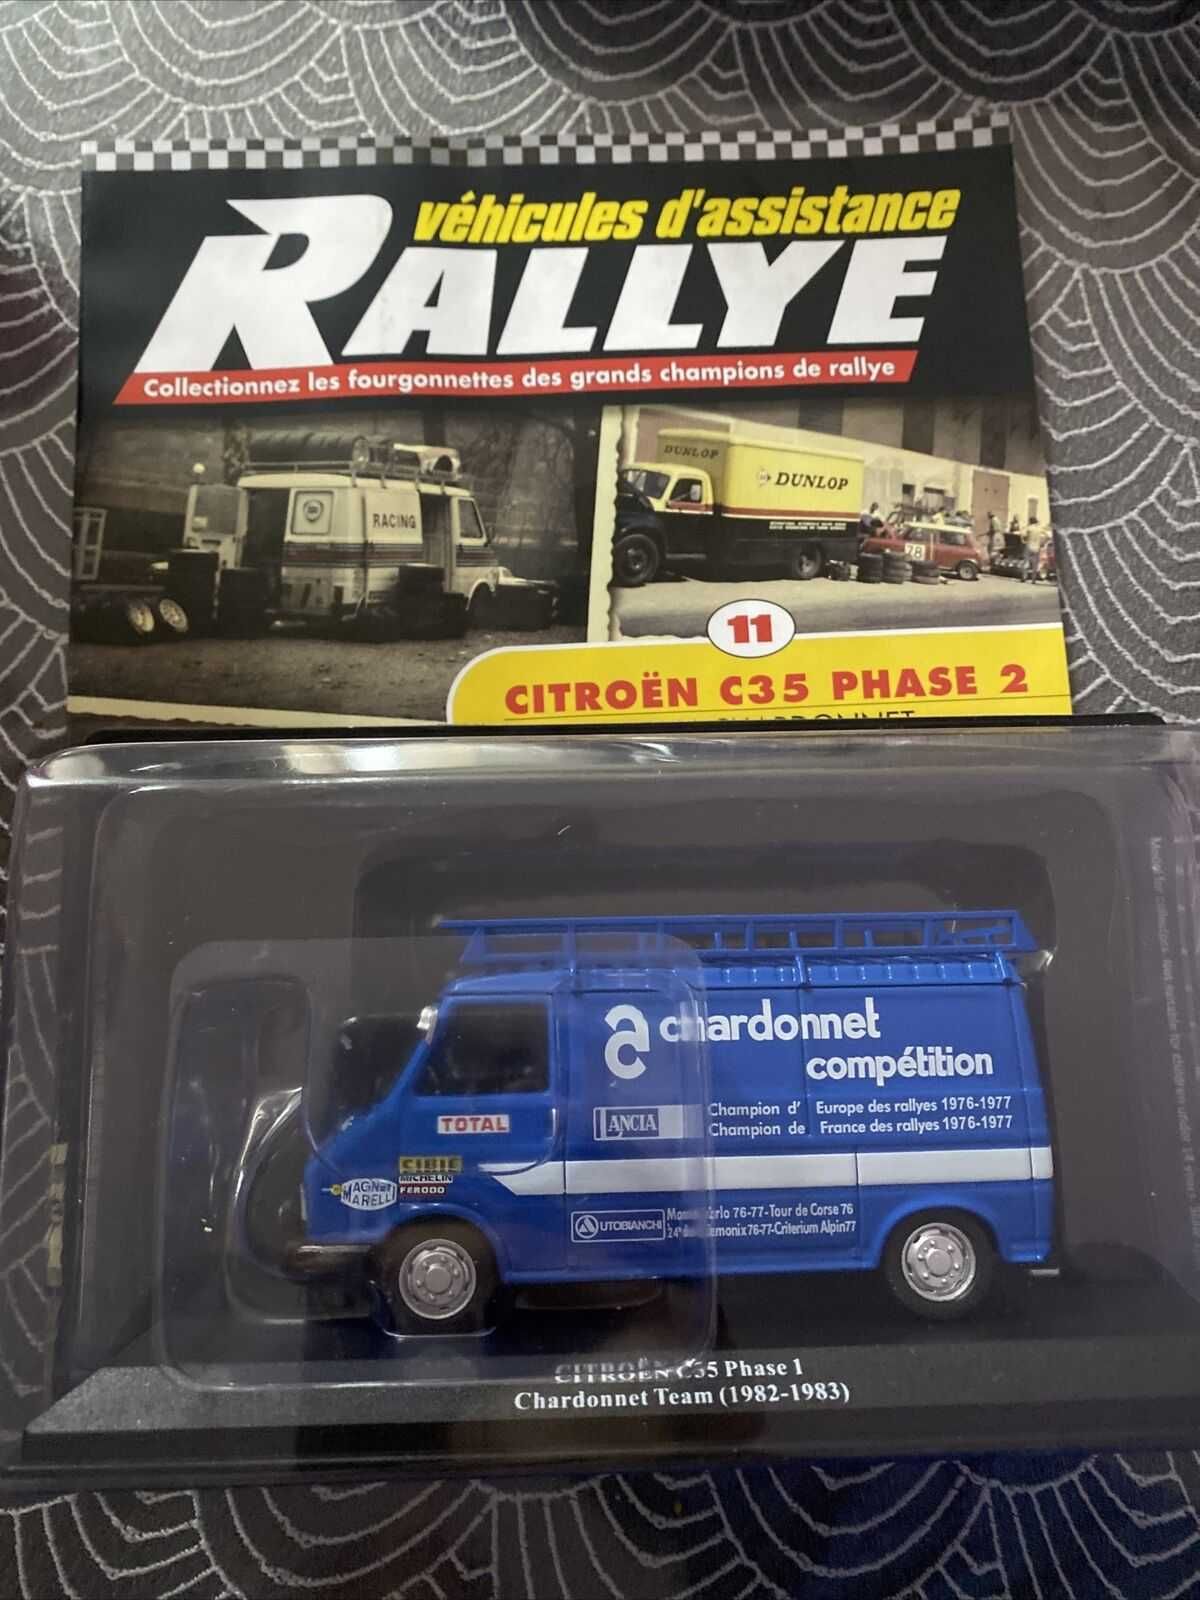 véhicules d'assistance
RALLYE
Collectionnez les fourgonnettes des grands champions de rallye
RACING
DUNLOP
DUNLOP
28
11
CITROËN C35 PHASE 2
CHARDONNET
chardonnet
compétition
LANCIA
Champion d' Europe des rallyes 1976-1977
Champion de France des rallyes 1976-1977
TOTAL
CIBIE
MICHELIN
FERODO
MAGNETI
MARELLI
AUTOBIANCHI
76-77-Tour de Corse 76
76-77-Criterium Alpin77
CITROËN C35 Phase 1
Chardonnet Team (1982-1983)